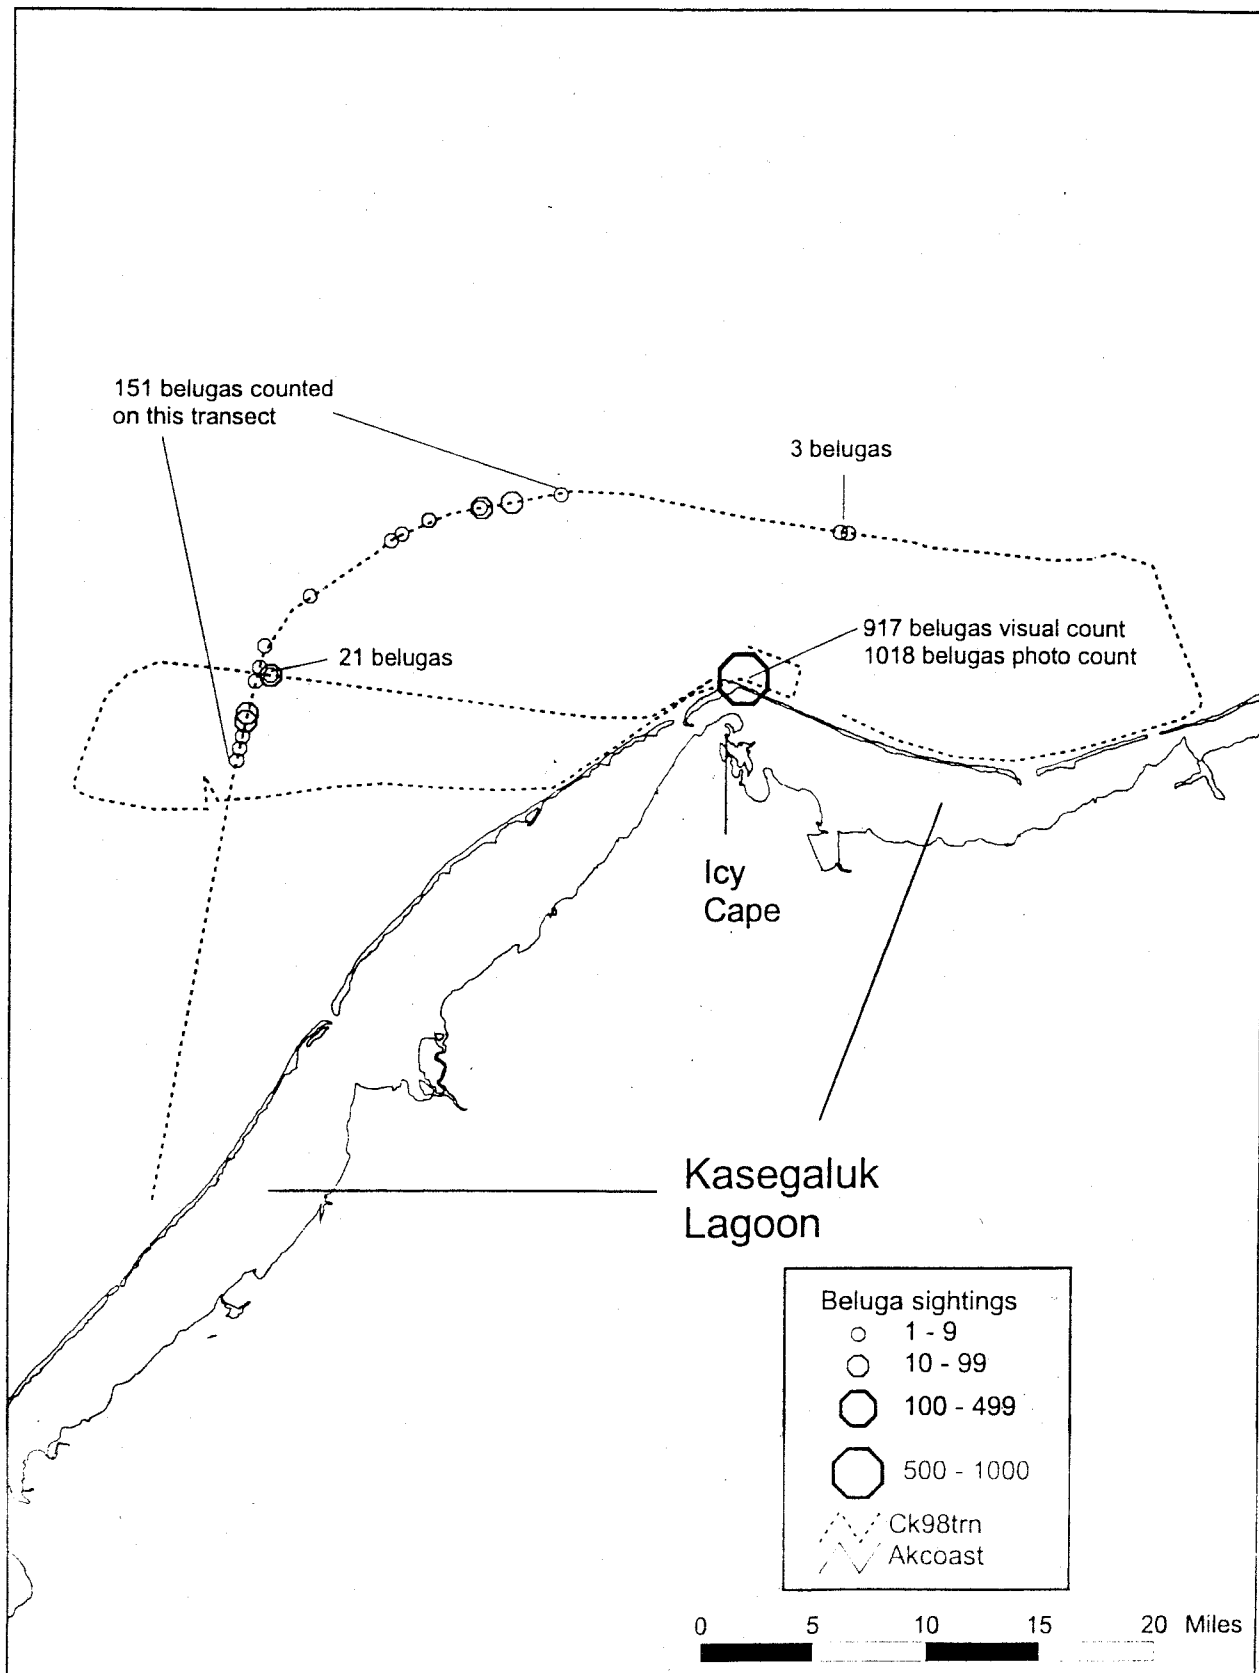 151 belugas counted
on this transect
3 belugas
917 belugas visual count
1018 belugas photo count
21 belugas
Icy
Cape
Kasegaluk
Lagoon
Beluga sightings
1 - 9
10 - 99
100 - 499
500 - 1000
Ck98trn
Akcoast
0 5 10 15 20 Miles